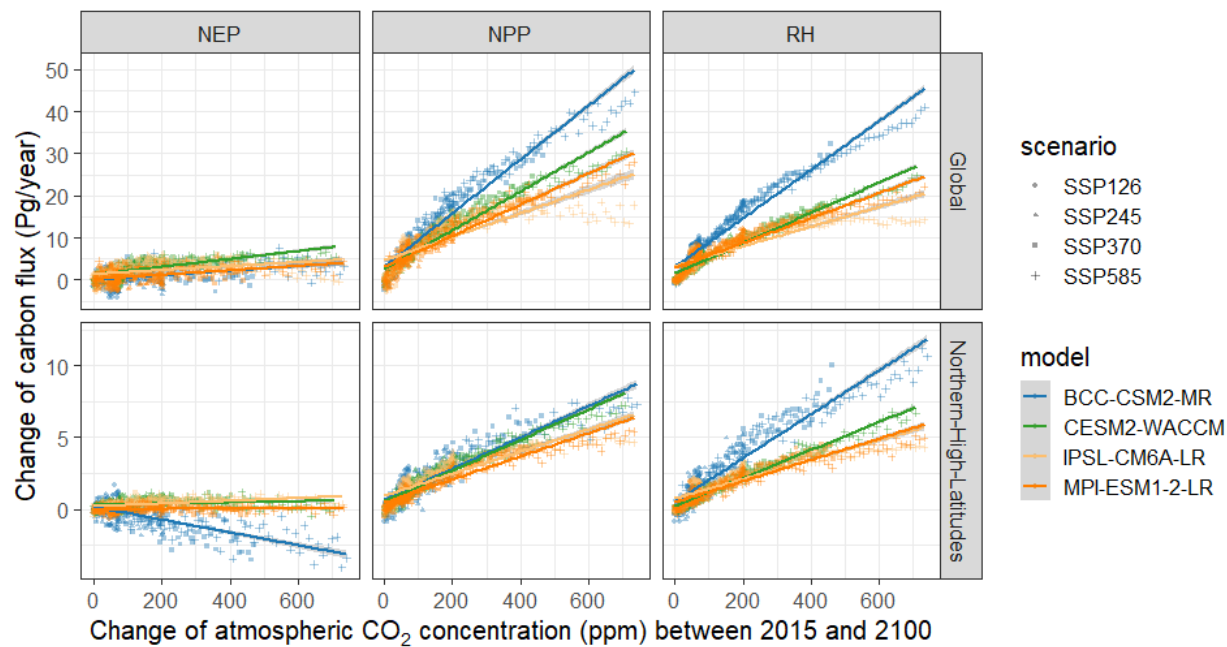 NEP
NPP
RH
Change of carbon flux (Pg/year)
50
40
30
20
10
0
Global
10
5
0
Northern-High-Latitudes
0 200 400 600
0 200 400 600
0 200 400 600
Change of atmospheric CO₂ concentration (ppm) between 2015 and 2100
scenario
SSP126
SSP245
SSP370
SSP585
model
BCC-CSM2-MR
CESM2-WACCM
IPSL-CM6A-LR
MPI-ESM1-2-LR